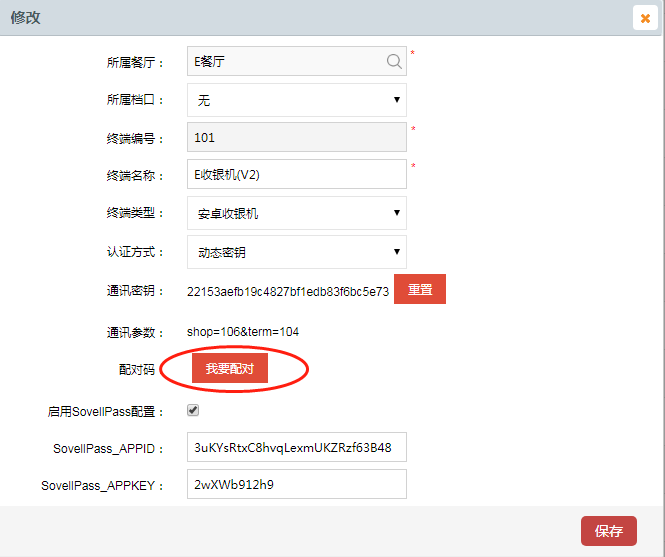 修改
所属餐厅： E餐厅 *
所属档口： 无
终端编号： 101 *
终端名称： E收银机(V2) *
终端类型： 安卓收银机
认证方式： 动态密钥
通讯密钥： 22153aefb19c4827bf1edb83f6bc5e73 重置
通讯参数： shop=106&term=104
配对码 我要配对
启用SovellPass配置：
SovellPass_APPID： 3uKYsRtxC8hvqLexmUKZRzf63B48
SovellPass_APPKEY： 2wXWb912h9
保存